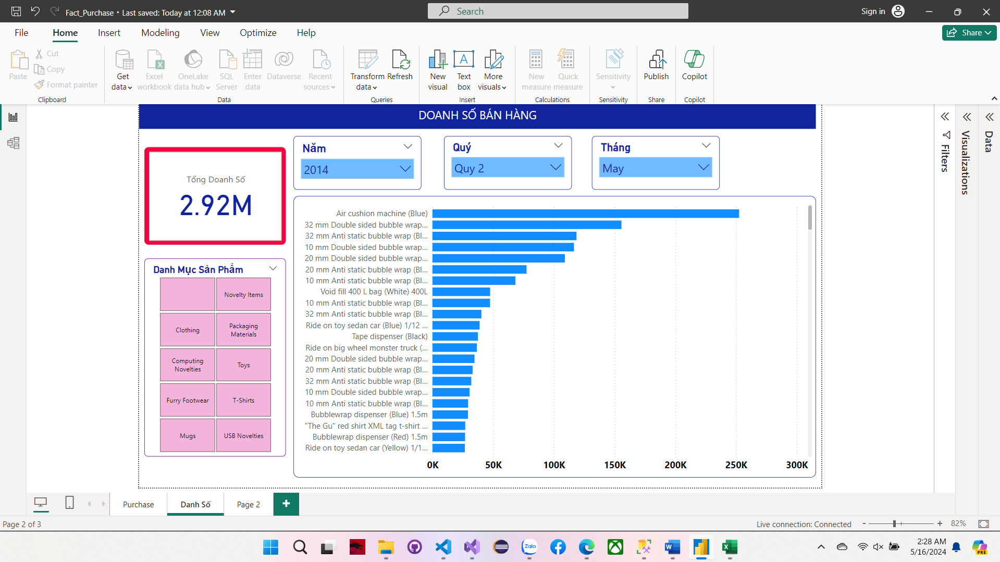 Fact_Purchase • Last saved: Today at 12:08 AM
Search
Sign in
File
Home
Insert
Modeling
View
Optimize
Help
Share
Paste
Cut
Copy
Format painter
Clipboard
Get data
Excel workbook
OneLake data hub
SQL Server
Enter data
Dataverse
Recent sources
Data
Transform data
Refresh
Queries
New visual
A
Text box
More visuals
Insert
New measure
Quick measure
Calculations
Sensitivity
Sensitivity
Publish
Share
Copilot
Copilot
DOANH SỐ BÁN HÀNG
Tổng Doanh Số
2.92M
Năm
2014
Quý
Quy 2
Tháng
May
Danh Mục Sản Phẩm
Novelty Items
Clothing
Packaging Materials
Computing Novelties
Toys
Furry Footwear
T-Shirts
Mugs
USB Novelties
Air cushion machine (Blue)
32 mm Double sided bubble wrap...
32 mm Anti static bubble wrap (Bl...
10 mm Double sided bubble wrap...
20 mm Double sided bubble wrap...
20 mm Anti static bubble wrap (Bl...
10 mm Anti static bubble wrap (Bl...
Void fill 400 L bag (White) 400L
10 mm Anti static bubble wrap (Bl...
32 mm Anti static bubble wrap (Bl...
Ride on toy sedan car (Blue) 1/12 ...
Tape dispenser (Black)
Ride on big wheel monster truck (...
20 mm Double sided bubble wrap...
20 mm Anti static bubble wrap (Bl...
32 mm Anti static bubble wrap (Bl...
10 mm Double sided bubble wrap...
10 mm Anti static bubble wrap (Bl...
Bubblewrap dispenser (Blue) 1.5m
"The Gu" red shirt XML tag t-shirt ...
Bubblewrap dispenser (Red) 1.5m
Ride on toy sedan car (Yellow) 1/1...
0K 50K 100K 150K 200K 250K 300K
Filters
Visualizations
Data
Purchase
Danh Số
Page 2
+
Page 2 of 3
Live connection: Connected
- + 82%
Zalo
2:28 AM
5/16/2024
PRE